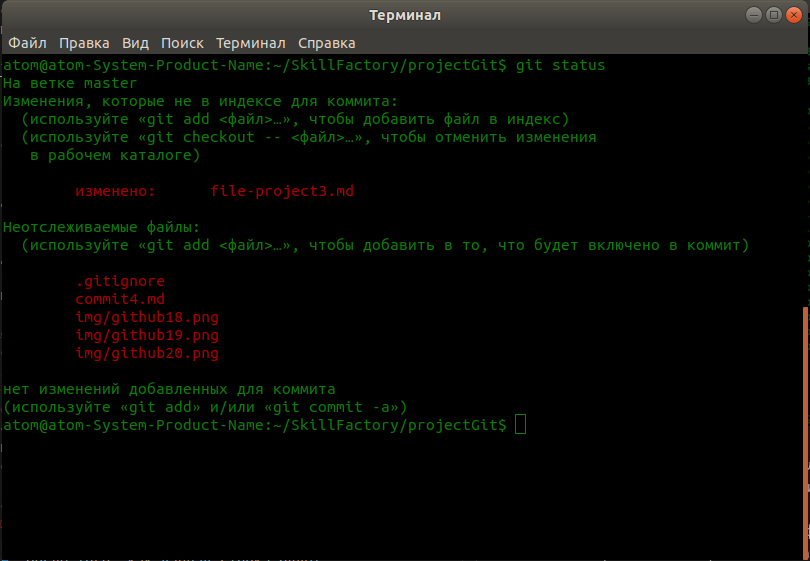 Терминал
Файл Правка Вид Поиск Терминал Справка
atom@atom-System-Product-Name:~/SkillFactory/projectGit$ git status
На ветке master
Изменения, которые не в индексе для коммита:
  (используйте «git add <файл>…», чтобы добавить файл в индекс)
  (используйте «git checkout -- <файл>…», чтобы отменить изменения
   в рабочем каталоге)
        изменено:      file-project3.md
Неотслеживаемые файлы:
  (используйте «git add <файл>…», чтобы добавить в то, что будет включено в коммит)
        .gitignore
        commit4.md
        img/github18.png
        img/github19.png
        img/github20.png
нет изменений добавленных для коммита
(используйте «git add» и/или «git commit -a»)
atom@atom-System-Product-Name:~/SkillFactory/projectGit$